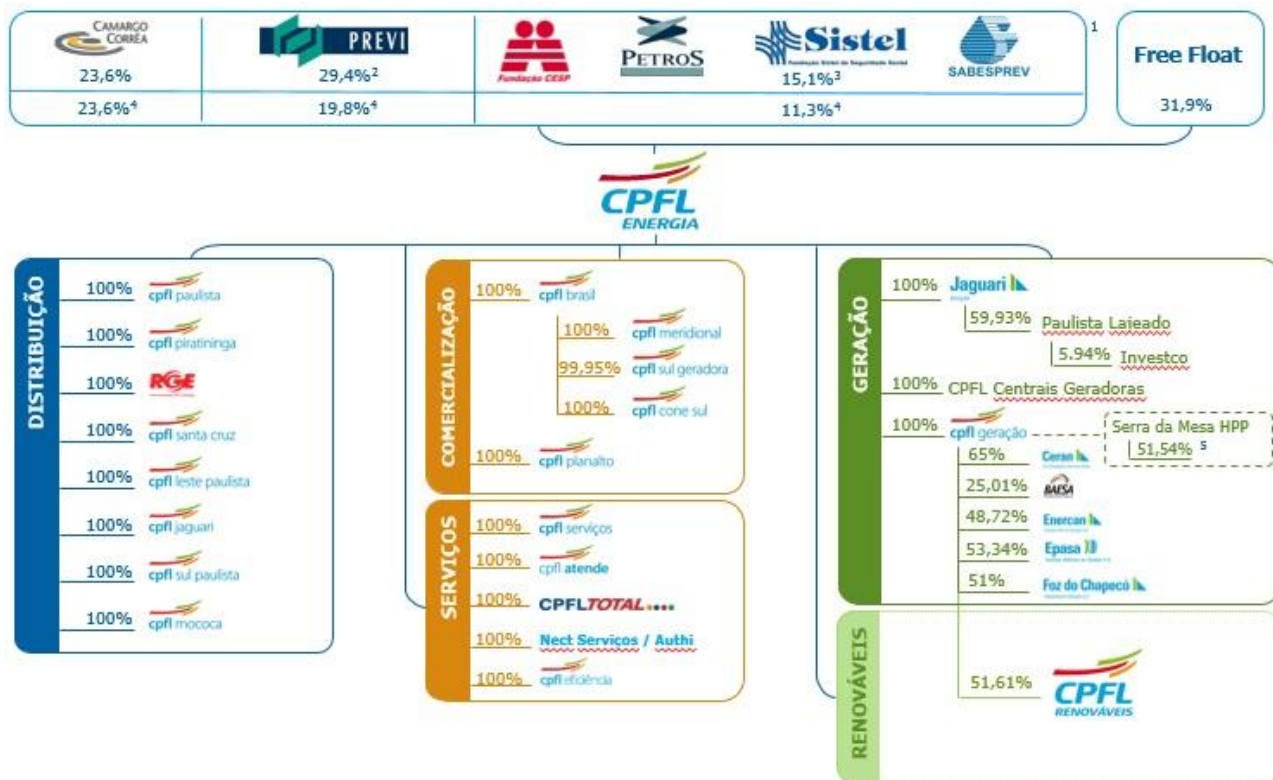 CAMARGO CORRÊA
23,6%
23,6%4
PREVI
29,4%2
19,8%4
Fundação CESP
PETROS
Sistel
Fundação Sistel de Seguridade Social
SABESPREV
15,1%3
11,3%4
1
Free Float
31,9%
CPFL
ENERGIA
DISTRIBUIÇÃO
100% cpfl paulista
100% cpfl piratininga
100% RGE
100% cpfl santa cruz
100% cpfl leste paulista
100% cpfl jaguari
100% cpfl sul paulista
100% cpfl mococa
COMERCIALIZAÇÃO
100% cpfl brasil
100% cpfl meridional
99,95% cpfl sul geradora
100% cpfl cone sul
100% cpfl planalto
SERVIÇOS
100% cpfl serviços
100% cpfl atende
100% CPFLTOTAL
100% Nect Serviços / Authi
100% cpfl eficiência
GERAÇÃO
100% Jaguari
59,93% Paulista Lajeado
5.94% Investco
100% CPFL Centrais Geradoras
100% cpfl geração
Serra da Mesa HPP
51,54% 5
65% Ceran
25,01% BAESA
48,72% Enercan
53,34% Epasa
51% Foz do Chapecó
RENOVÁVEIS
51,61% CPFL
RENOVÁVEIS